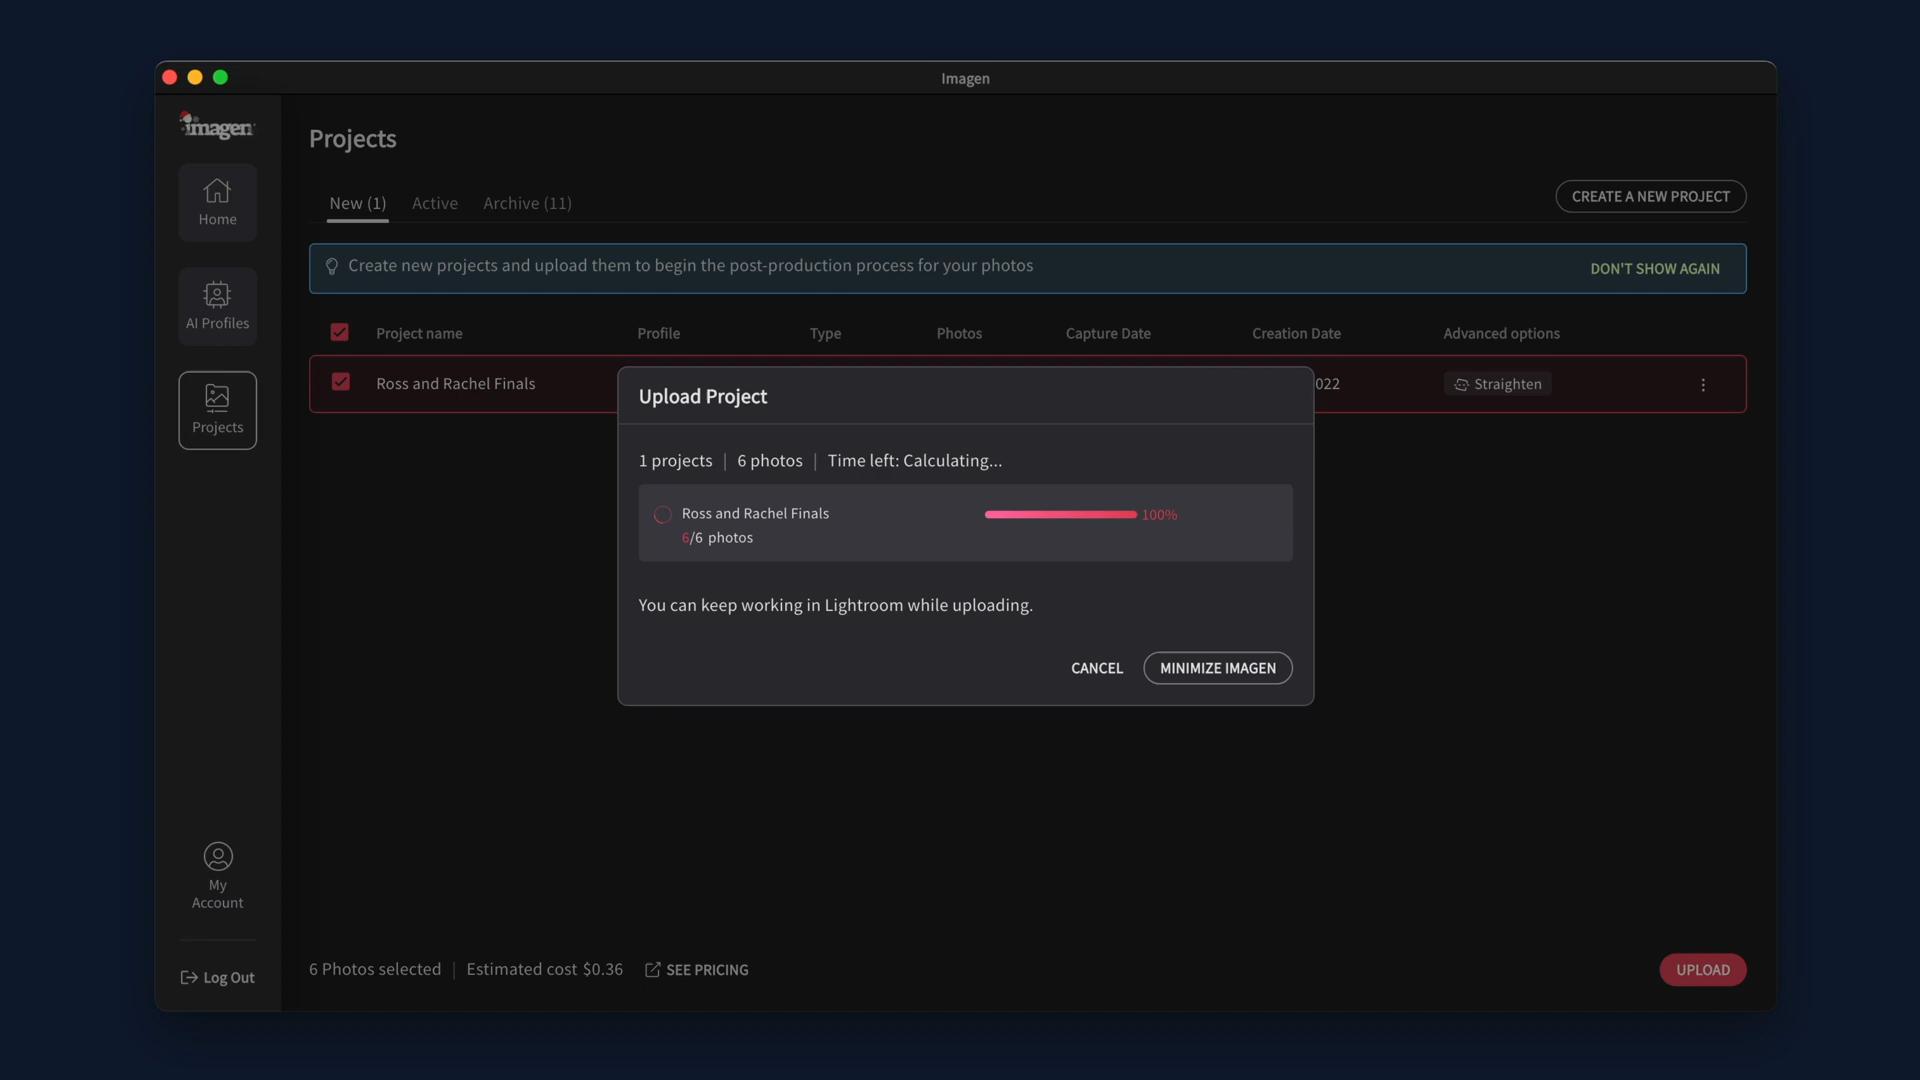 Imagen
imagen
Projects
Home
New (1)
Active
Archive (11)
CREATE A NEW PROJECT
Create new projects and upload them to begin the post-production process for your photos
DON'T SHOW AGAIN
AI Profiles
Project name
Profile
Type
Photos
Capture Date
Creation Date
Advanced options
Ross and Rachel Finals
022
Straighten
Projects
Upload Project
1 projects | 6 photos | Time left: Calculating...
Ross and Rachel Finals
100%
6/6 photos
You can keep working in Lightroom while uploading.
CANCEL
MINIMIZE IMAGEN
My
Account
Log Out
6 Photos selected | Estimated cost $0.36
SEE PRICING
UPLOAD